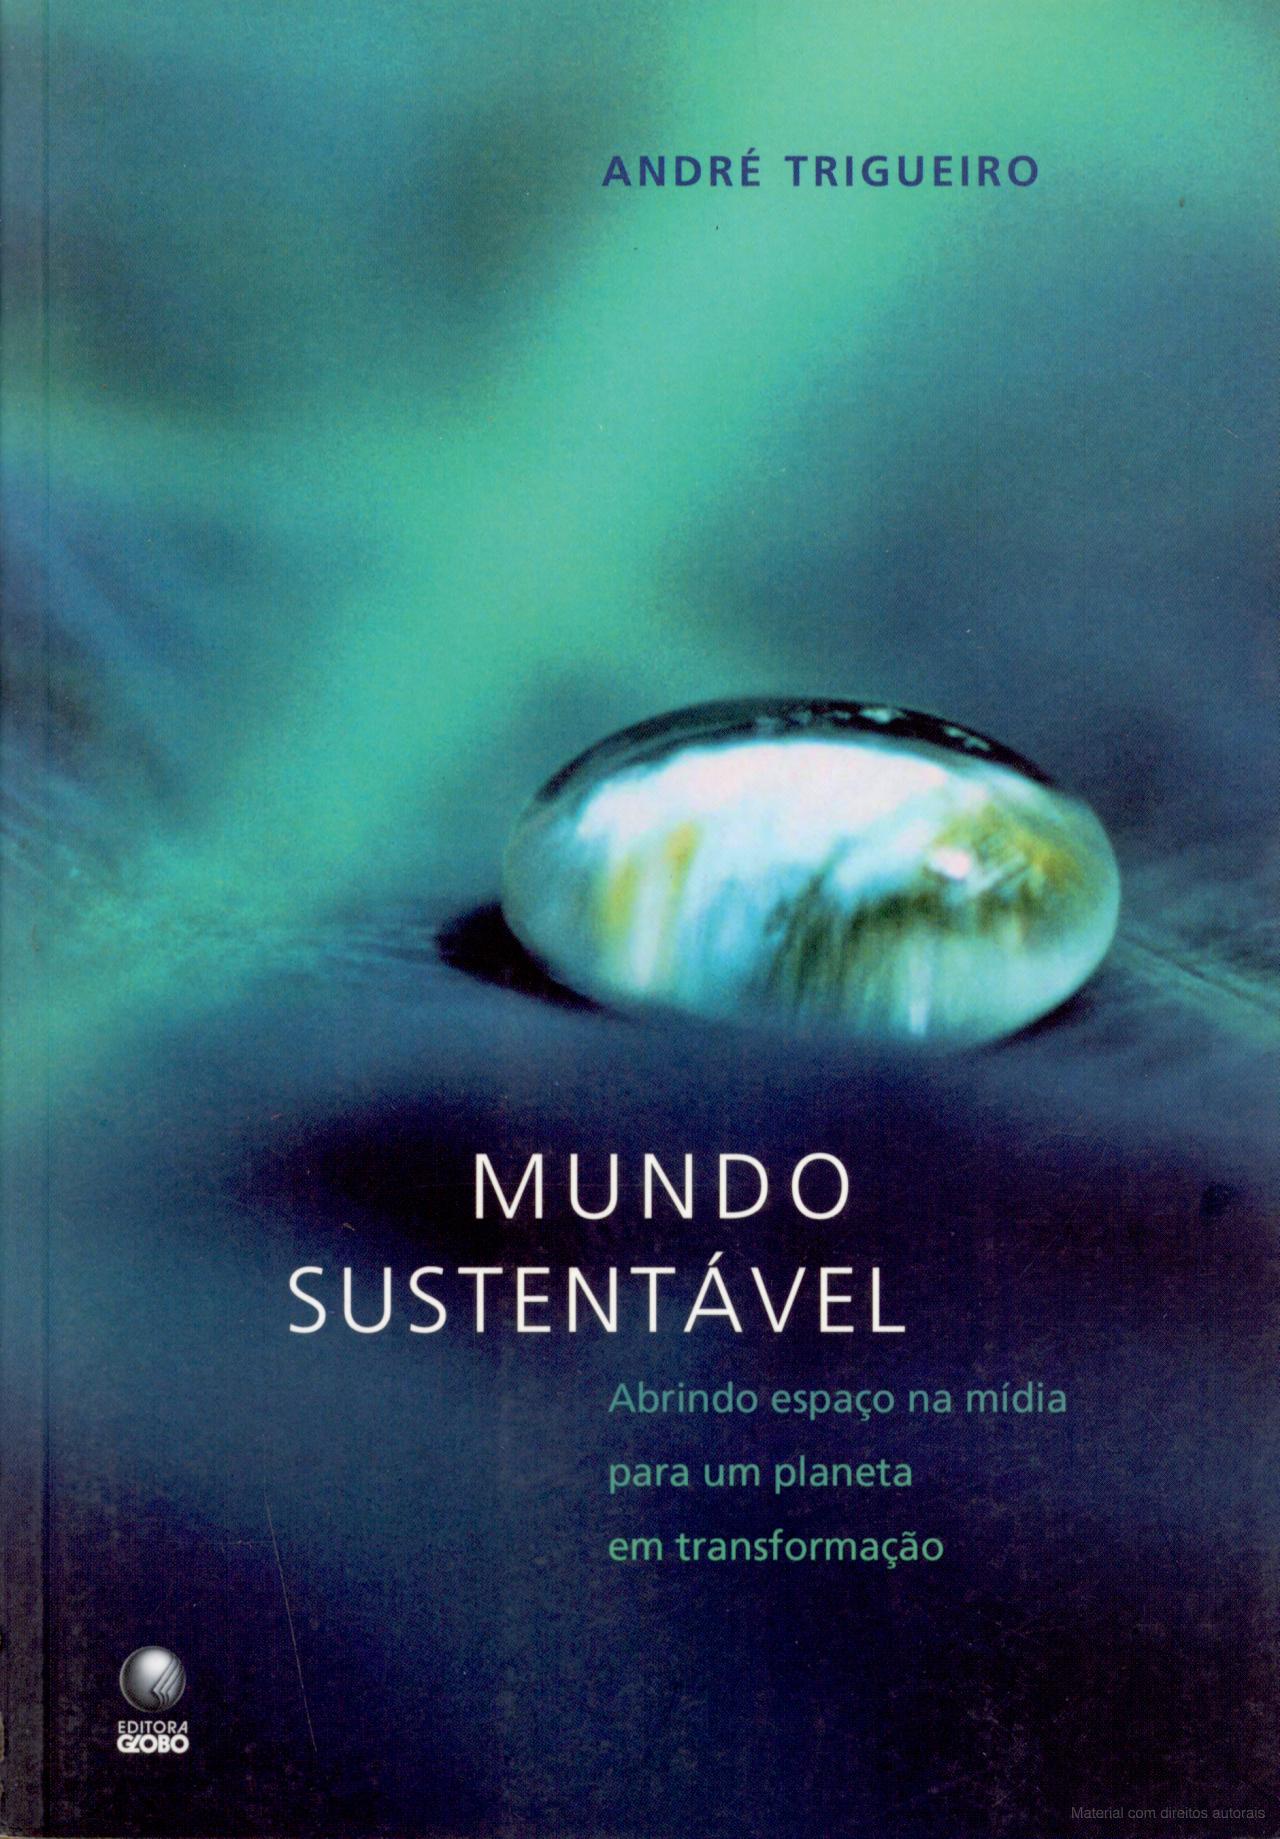 ANDRÉ TRIGUEIRO
MUNDO
SUSTENTÁVEL
Abrindo espaço na mídia
para um planeta
em transformação
EDITORA
GLOBO
Material com direitos autorais